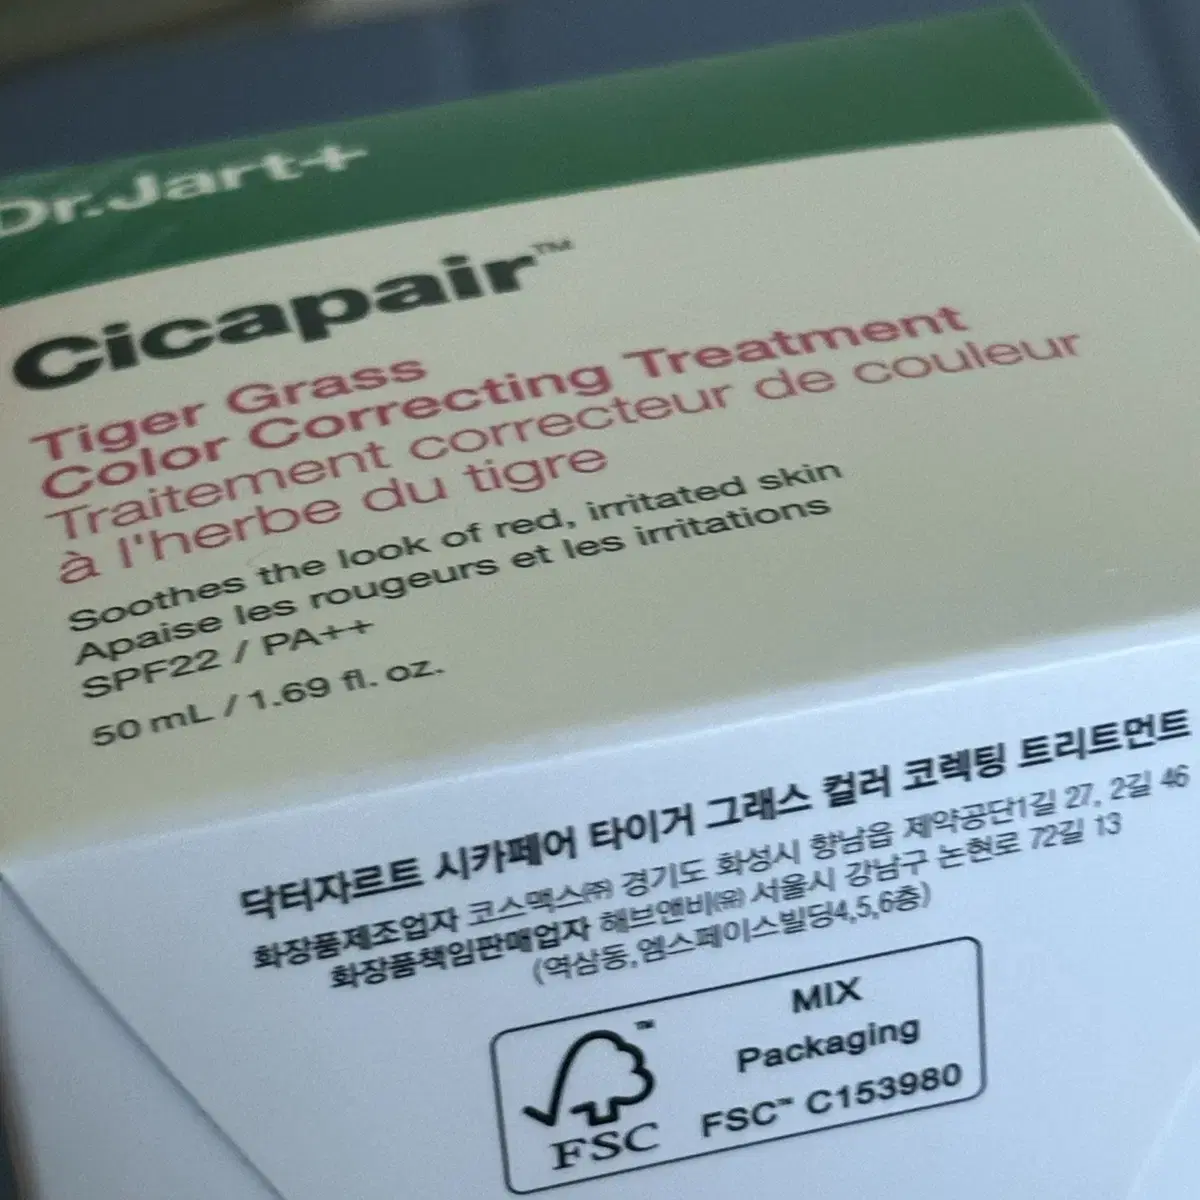 Dr.Jart+
Cicapair™
Tiger Grass
Color Correcting Treatment
Traitement correcteur de couleur
à l'herbe du tigre
Soothes the look of red, irritated skin
Apaise les rougeurs et les irritations
SPF22 / PA++
50 mL / 1.69 fl. oz.
닥터자르트 시카페어 타이거 그래스 컬러 코렉팅 트리트먼트
화장품제조업자 코스맥스㈜ 경기도 화성시 향남읍 제약공단1길 27, 2길 46
화장품책임판매업자 해브앤비(유) 서울시 강남구 논현로 72길 13
(역삼동,엠스페이스빌딩4,5,6층)
™
FSC
MIX
Packaging
FSC™ C153980